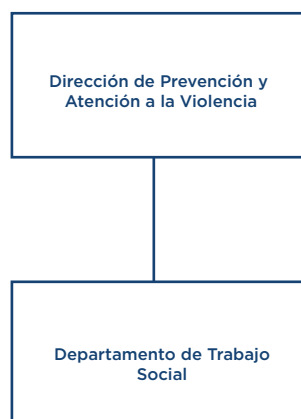 Dirección de Prevención y
Atención a la Violencia
Departamento de Trabajo
Social